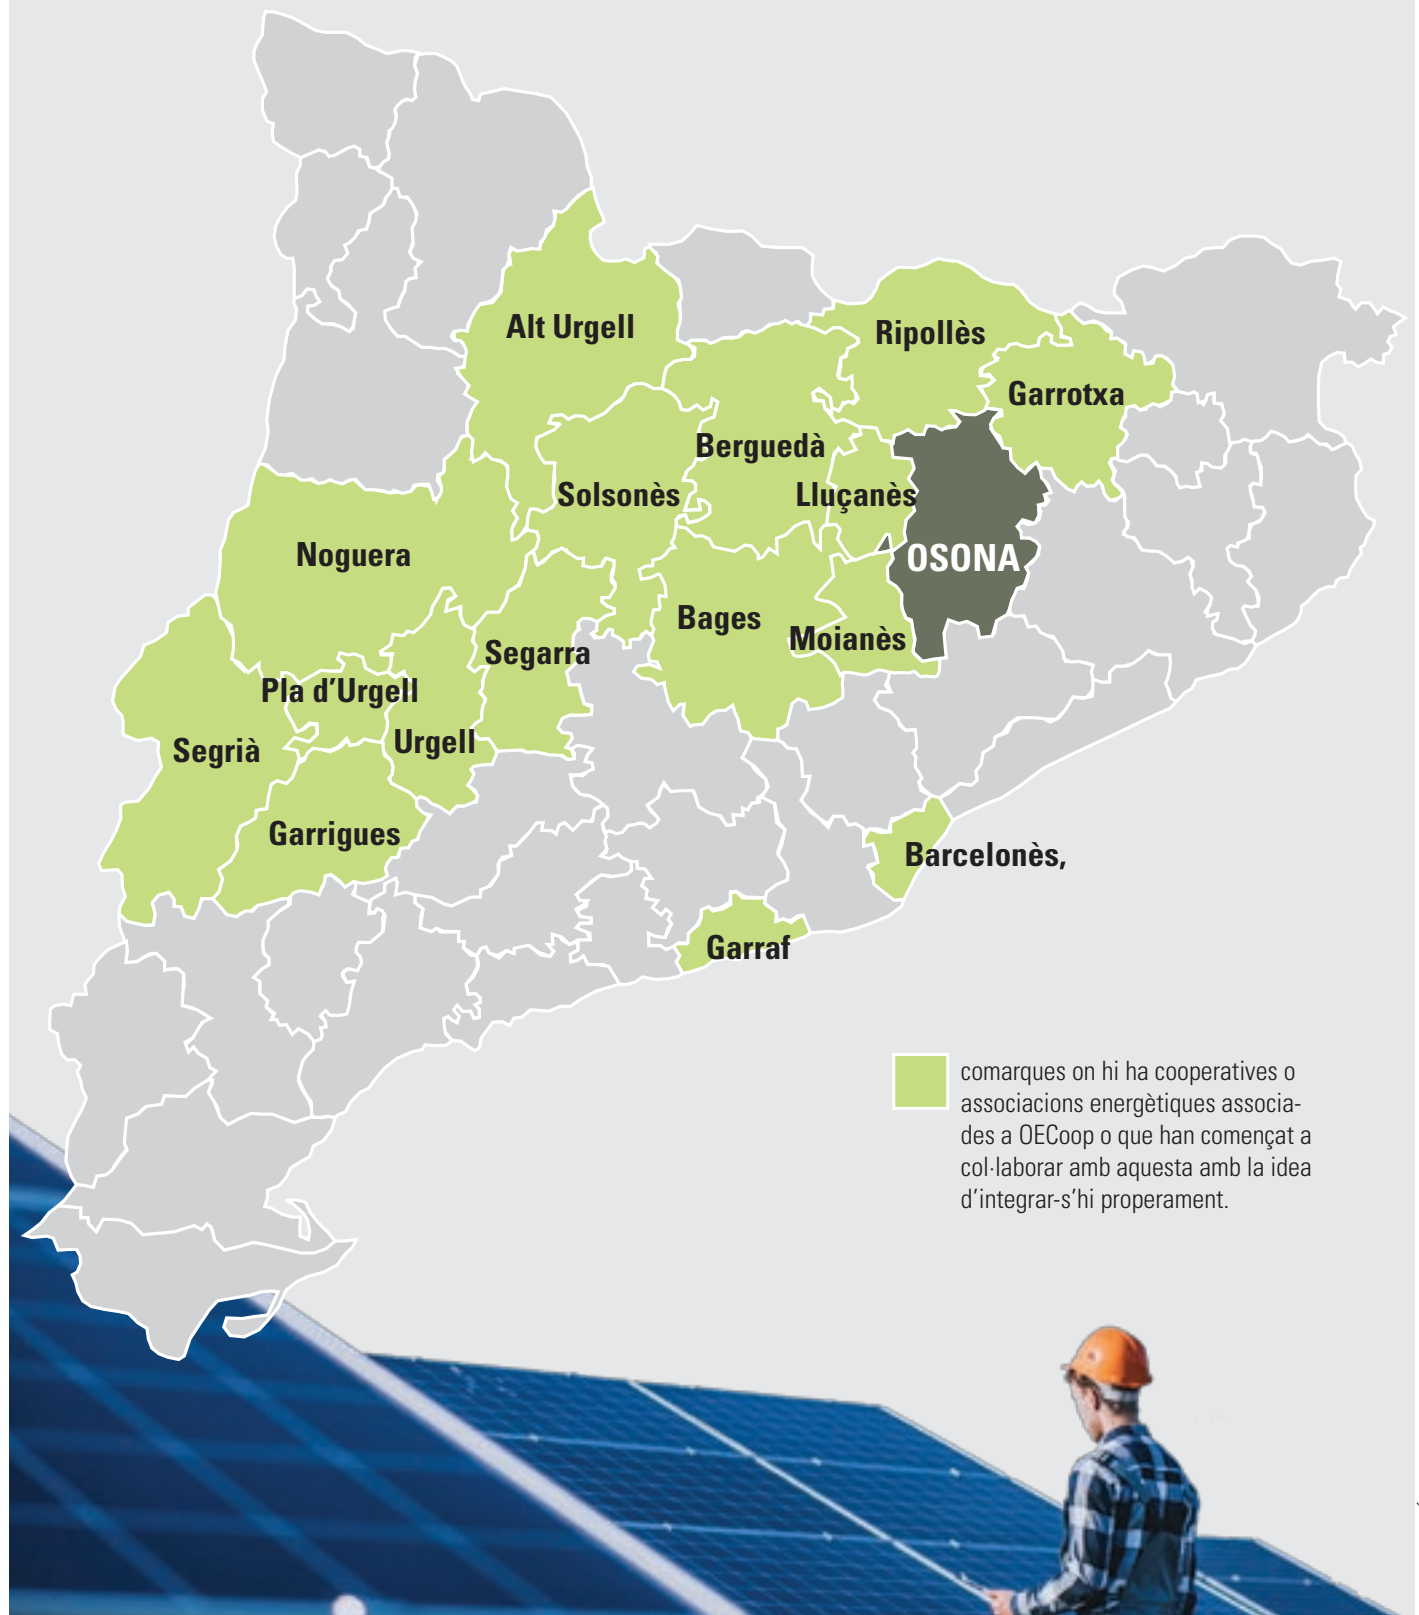 Alt Urgell
Ripollès
Garrotxa
Berguedà
Solsonès
Lluçanès
Noguera
OSONA
Bages
Moianès
Segarra
Pla d'Urgell
Urgell
Segrià
Garrigues
Barcelonès,
Garraf
comarques on hi ha cooperatives o
associacions energètiques associa-
des a OECoop o que han començat a
col·laborar amb aquesta amb la idea
d'integrar-s'hi properament.